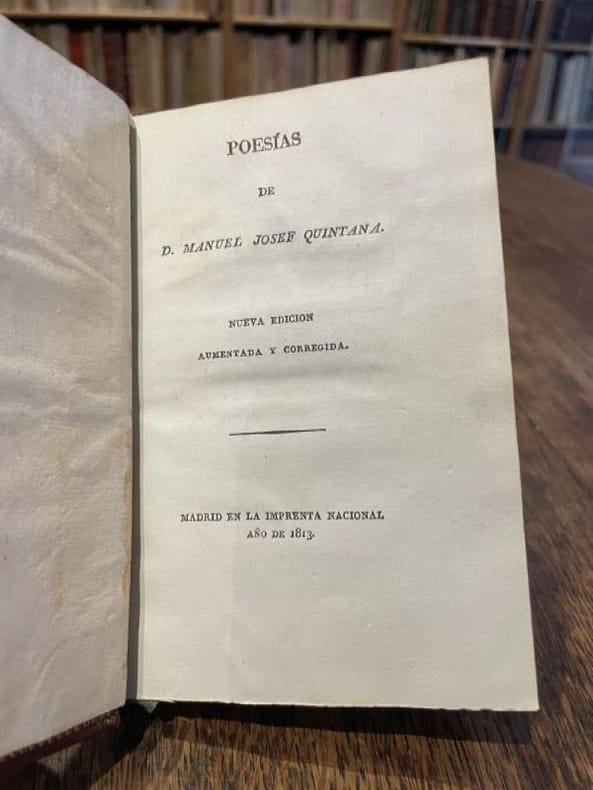 POESÍAS
DE
D. MANUEL JOSEF QUINTANA.
NUEVA EDICION
AUMENTADA Y CORREGIDA.
MADRID EN LA IMPRENTA NACIONAL
AÑO DE 1813.